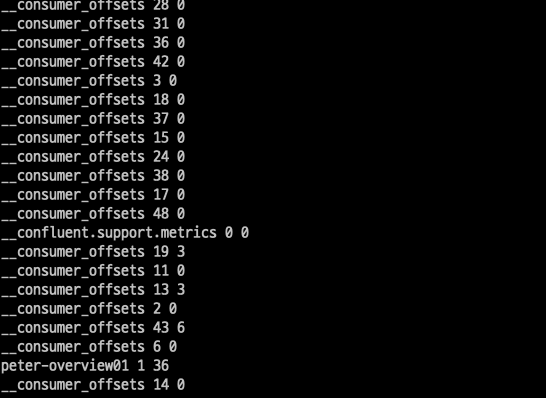 __consumer_offsets 28 0
__consumer_offsets 31 0
__consumer_offsets 36 0
__consumer_offsets 42 0
__consumer_offsets 3 0
__consumer_offsets 18 0
__consumer_offsets 37 0
__consumer_offsets 15 0
__consumer_offsets 24 0
__consumer_offsets 38 0
__consumer_offsets 17 0
__consumer_offsets 48 0
__confluent.support.metrics 0 0
__consumer_offsets 19 3
__consumer_offsets 11 0
__consumer_offsets 13 3
__consumer_offsets 2 0
__consumer_offsets 43 6
__consumer_offsets 6 0
peter-overview01 1 36
__consumer_offsets 14 0